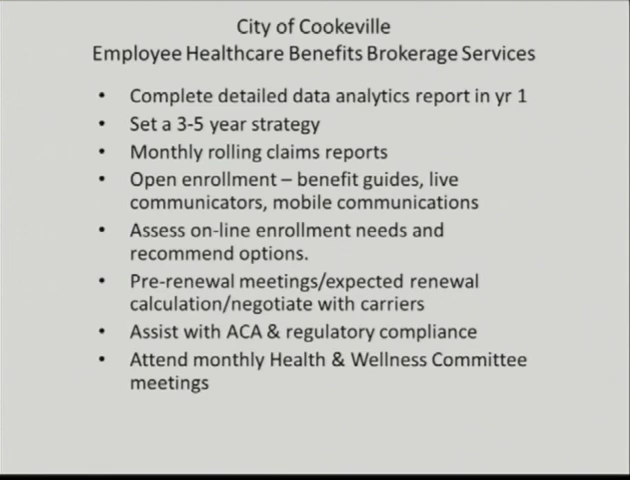 City of Cookeville
Employee Healthcare Benefits Brokerage Services
• Complete detailed data analytics report in yr 1
• Set a 3-5 year strategy
• Monthly rolling claims reports
• Open enrollment – benefit guides, live
communicators, mobile communications
• Assess on-line enrollment needs and
recommend options.
• Pre-renewal meetings/expected renewal
calculation/negotiate with carriers
• Assist with ACA & regulatory compliance
• Attend monthly Health & Wellness Committee
meetings